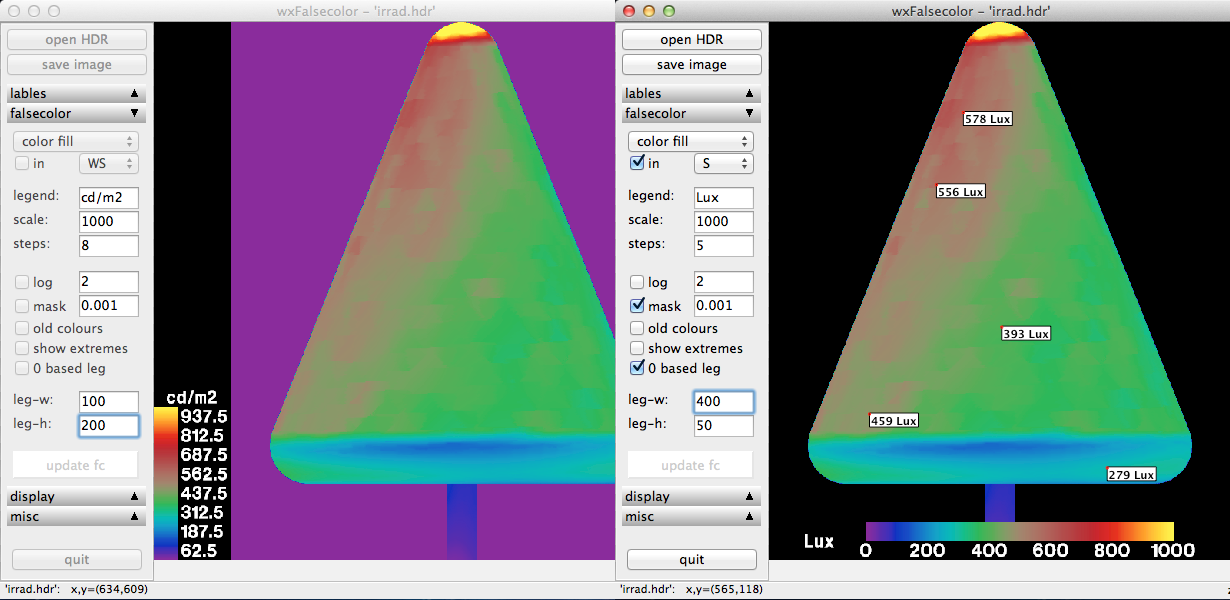 wxFalsecolor – 'irrad.hdr'
open HDR
save image
lables
falsecolor
color fill
in WS
legend: cd/m2
scale: 1000
steps: 8
log 2
mask 0.001
old colours
show extremes
0 based leg
leg-w: 100
leg-h: 200
update fc
display
misc
quit
'irrad.hdr': x,y=(634,609)
cd/m2
937.5
812.5
687.5
562.5
437.5
312.5
187.5
62.5
wxFalsecolor – 'irrad.hdr'
open HDR
save image
lables
falsecolor
color fill
in S
legend: Lux
scale: 1000
steps: 5
log 2
mask 0.001
old colours
show extremes
0 based leg
leg-w: 400
leg-h: 50
update fc
display
misc
quit
'irrad.hdr': x,y=(565,118)
578 Lux
556 Lux
393 Lux
459 Lux
279 Lux
Lux
0 200 400 600 800 1000